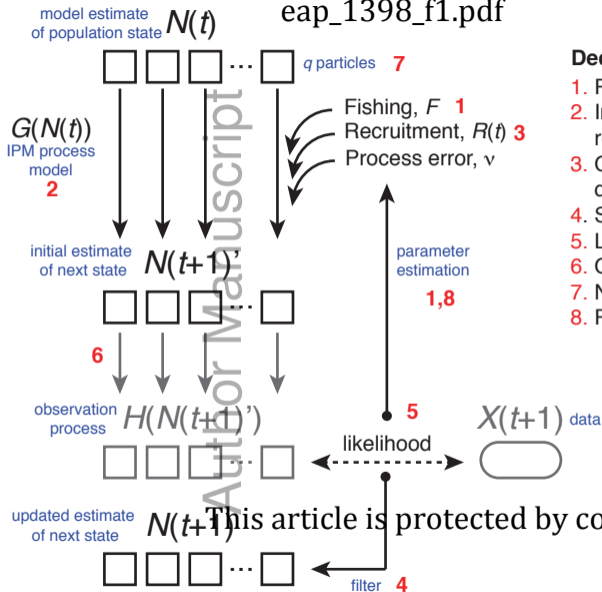 eap_1398_f1.pdf
model estimate
of population state N(t)
q particles 7
G(N(t))
IPM process
model
2
Fishing, F 1
Recruitment, R(t) 3
Process error, ν
Dec
1. F
2. In
r
3. C
4. S
5. L
6. C
7. N
8. F
initial estimate
of next state N(t+1)'
parameter
estimation
1,8
6
observation
process H(N(t+1)')
5
X(t+1) data
likelihood
updated estimate
of next state N(t+1)
This article is protected by co
filter 4
Author Manuscript